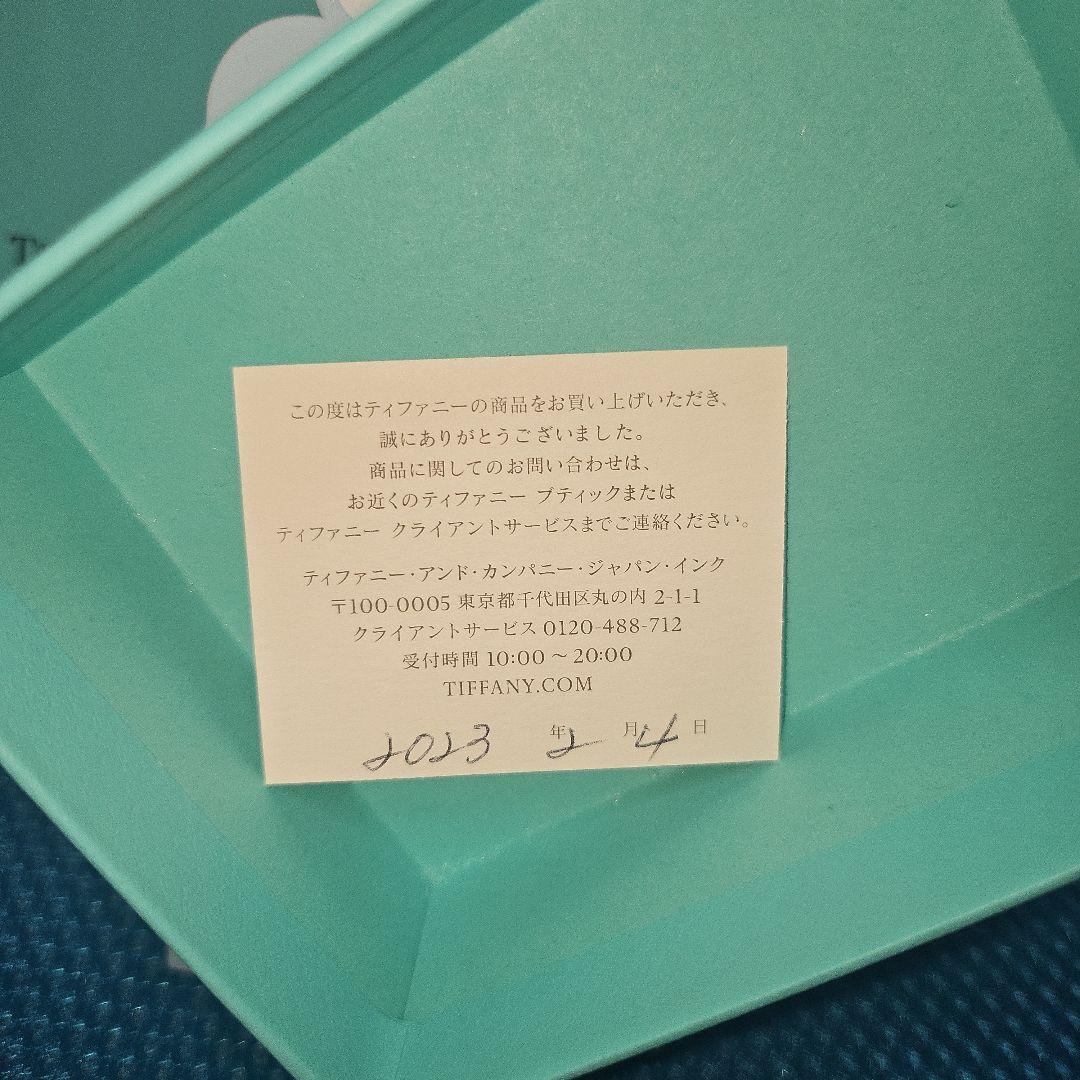 この度はティファニーの商品をお買い上げいただき、
誠にありがとうございました。
商品に関してのお問い合わせは、
お近くのティファニー ブティックまたは
ティファニー クライアントサービスまでご連絡ください。
ティファニー・アンド・カンパニー・ジャパン・インク
〒100-0005 東京都千代田区丸の内 2-1-1
クライアントサービス 0120-488-712
受付時間 10:00 ～ 20:00
TIFFANY.COM
2023 年 2 月 4 日